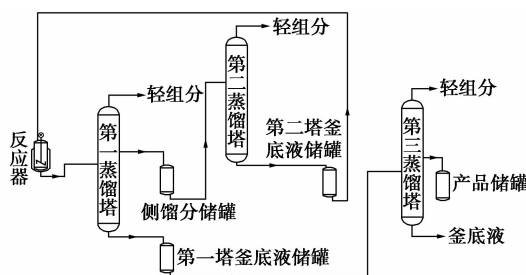 轻组分
轻组分
轻组分
反应器
第一蒸馏塔
第二蒸馏塔
第二塔釜
底液储罐
第三蒸馏塔
侧馏分储罐
产品储罐
第一塔釜底液储罐
釜底液